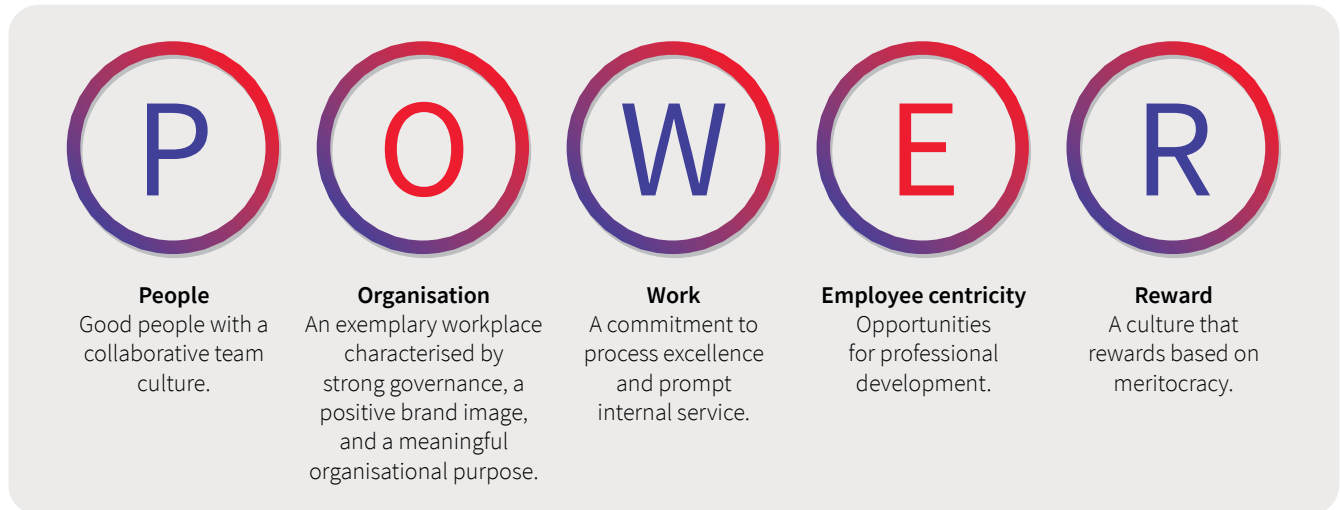 P
O
W
E
R
People
Good people with a
collaborative team
culture.
Organisation
An exemplary workplace
characterised by
strong governance, a
positive brand image,
and a meaningful
organisational purpose.
Work
A commitment to
process excellence
and prompt
internal service.
Employee centricity
Opportunities
for professional
development.
Reward
A culture that
rewards based on
meritocracy.